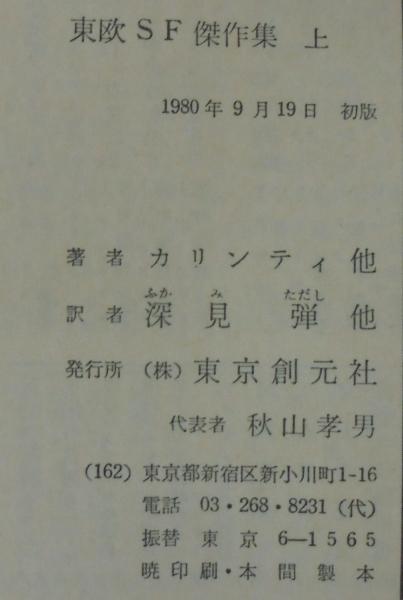 東欧SF傑作集 上
1980年9月19日 初版
著者 カリンティ 他
ふかみ ただし
訳者 深見 弾 他
発行所 (株)東京創元社
代表者 秋山孝男
(162) 東京都新宿区新小川町1-16
電話 03・268・8231(代)
振替 東京 6―1565
暁印刷・本間製本